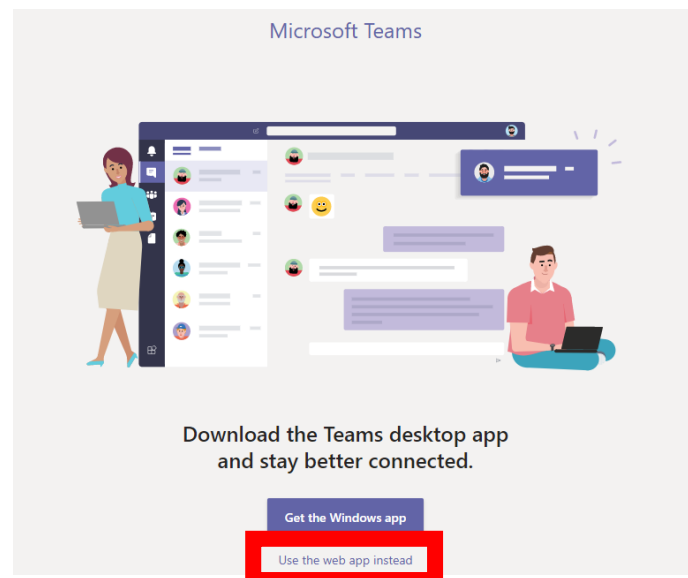 Microsoft Teams
Download the Teams desktop app
and stay better connected.
Get the Windows app
Use the web app instead